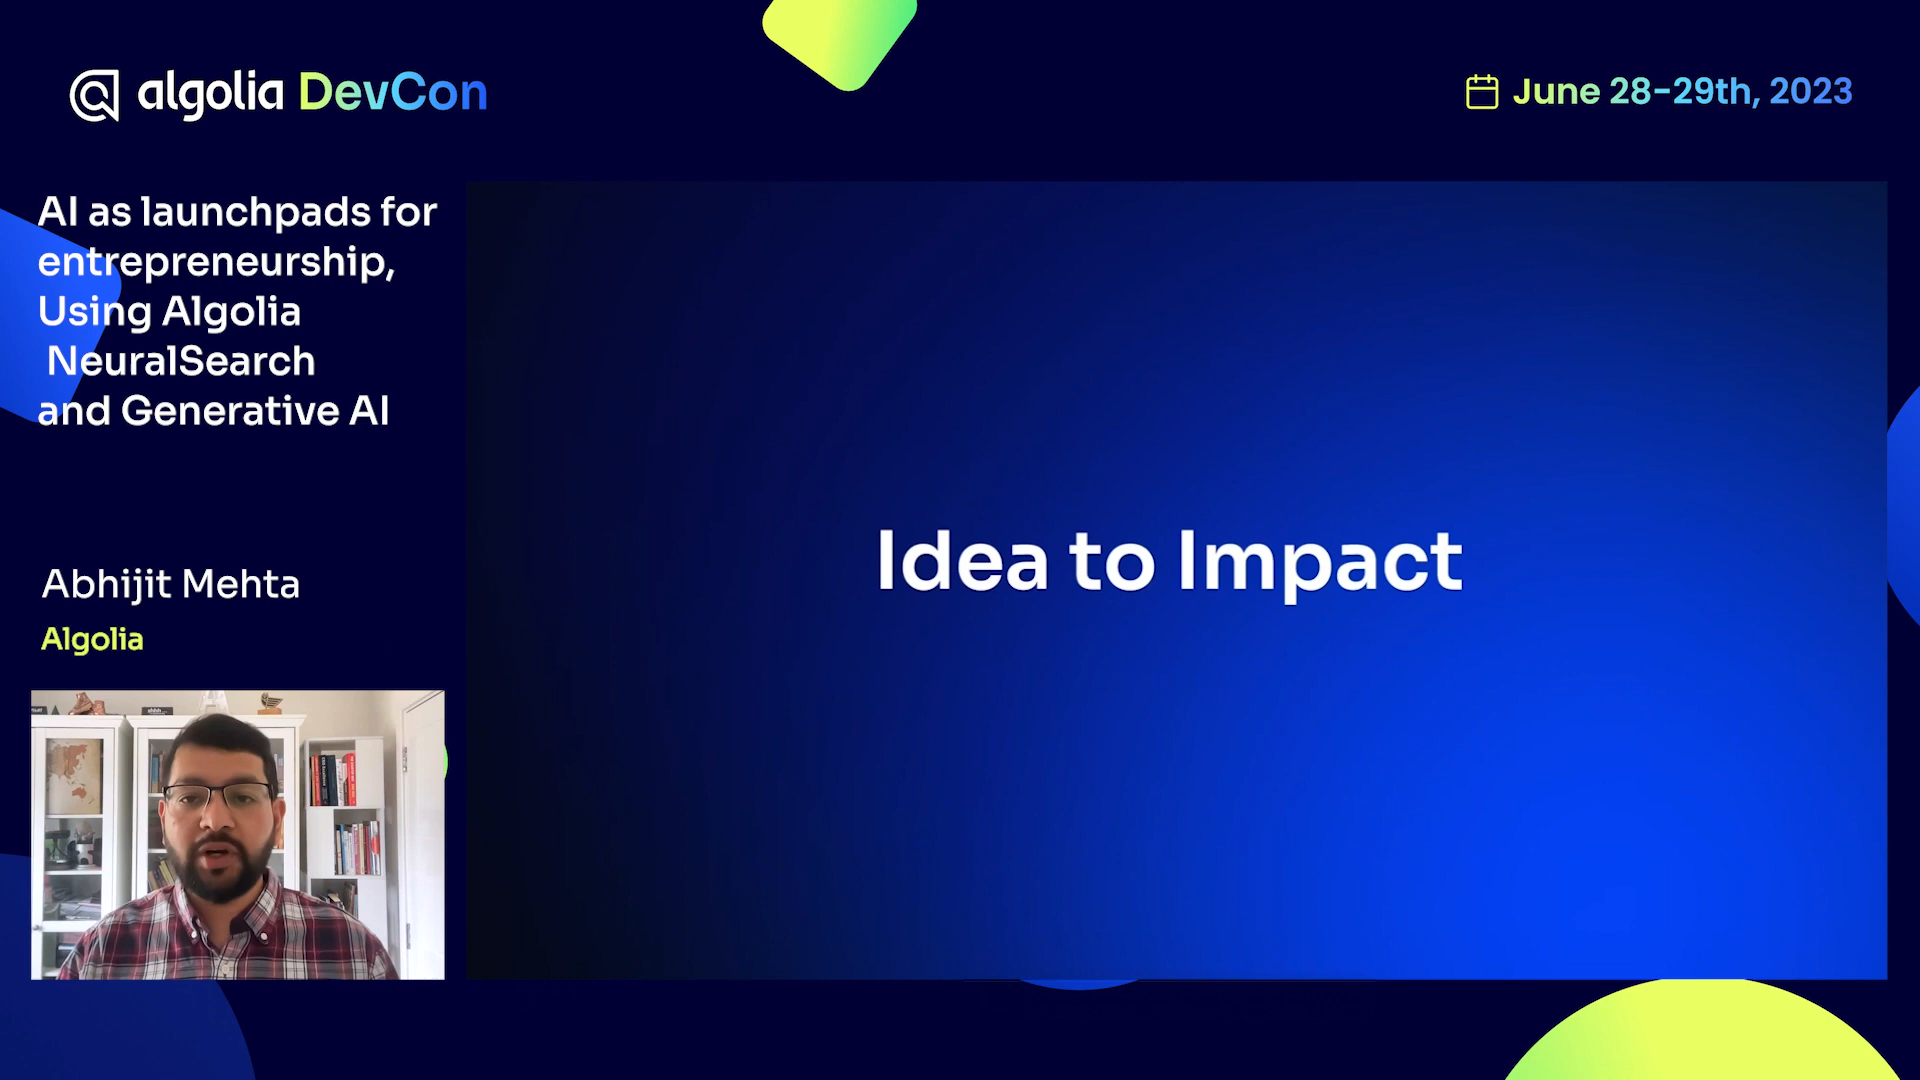 algolia DevCon
June 28-29th, 2023
AI as launchpads for
entrepreneurship,
Using Algolia
NeuralSearch
and Generative AI
Idea to Impact
Abhijit Mehta
Algolia